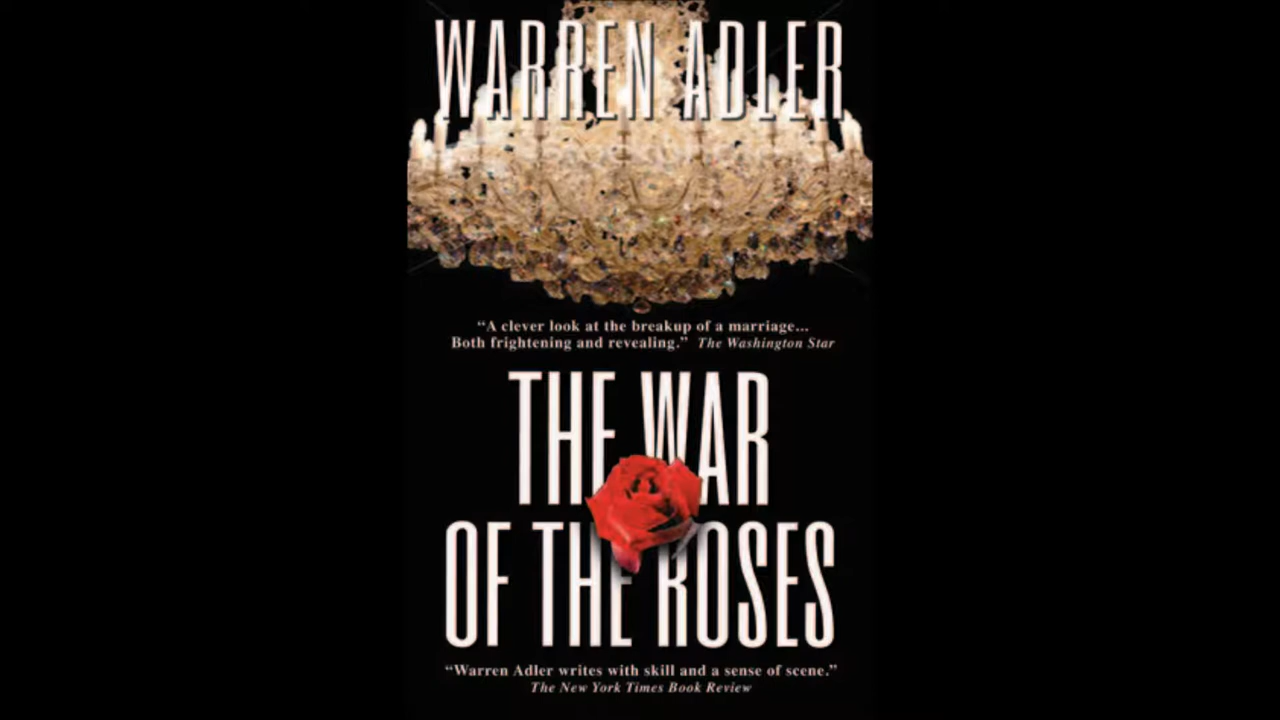 WARREN ADLER
“A clever look at the breakup of a marriage...
Both frightening and revealing.” The Washington Star
THE WAR
OF THE ROSES
“Warren Adler writes with skill and a sense of scene.”
The New York Times Book Review